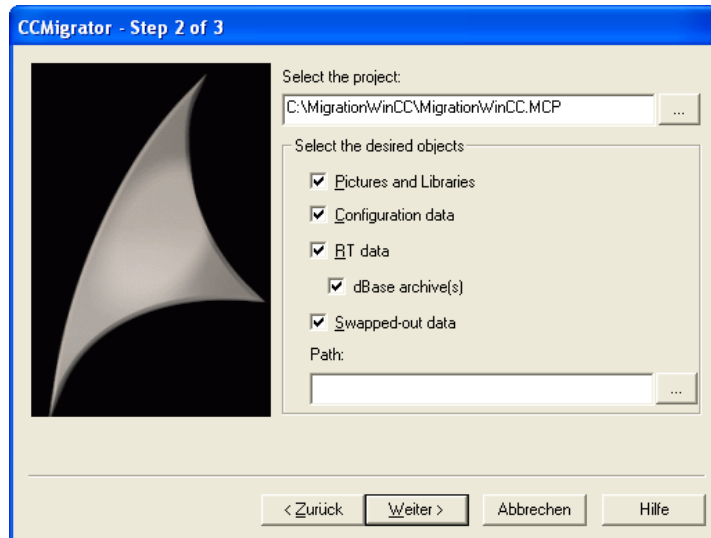 CCMigrator - Step 2 of 3
Select the project:
C:\MigrationWinCC\MigrationWinCC.MCP
...
Select the desired objects
Pictures and Libraries
Configuration data
RT data
dBase archive(s)
Swapped-out data
Path:
...
< Zurück Weiter > Abbrechen Hilfe